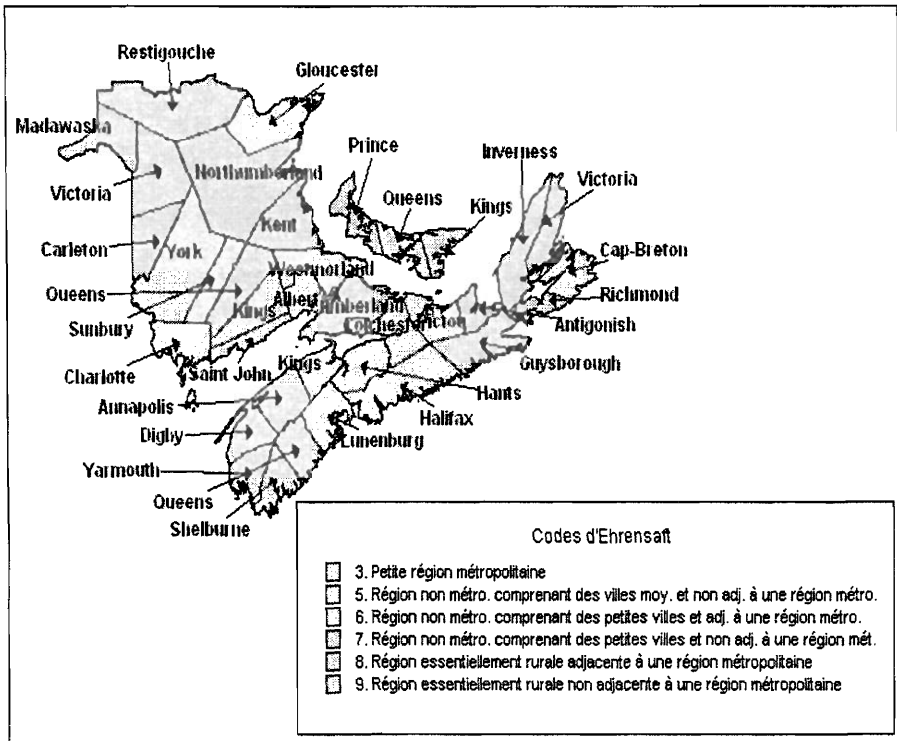 Restigouche
Gloucester
Madawaska
Prince
Inverness
Northumberland
Victoria
Victoria
Queens
Kings
Kent
Carleton
York
Cap-Breton
Westmorland
Queens
Albert
Richmond
Kings
Colchester
Pictou
Antigonish
Sunbury
Charlotte
Saint John
Kings
Guysborough
Annapolis
Hants
Halifax
Digby
Lunenburg
Yarmouth
Queens
Shelburne
Codes d'Ehrensaft
3. Petite région métropolitaine
5. Région non métro. comprenant des villes moy. et non adj. à une région métro.
6. Région non métro. comprenant des petites villes et adj. à une région métro.
7. Région non métro. comprenant des petites villes et non adj. à une région mét.
8. Région essentiellement rurale adjacente à une région métropolitaine
9. Région essentiellement rurale non adjacente à une région métropolitaine